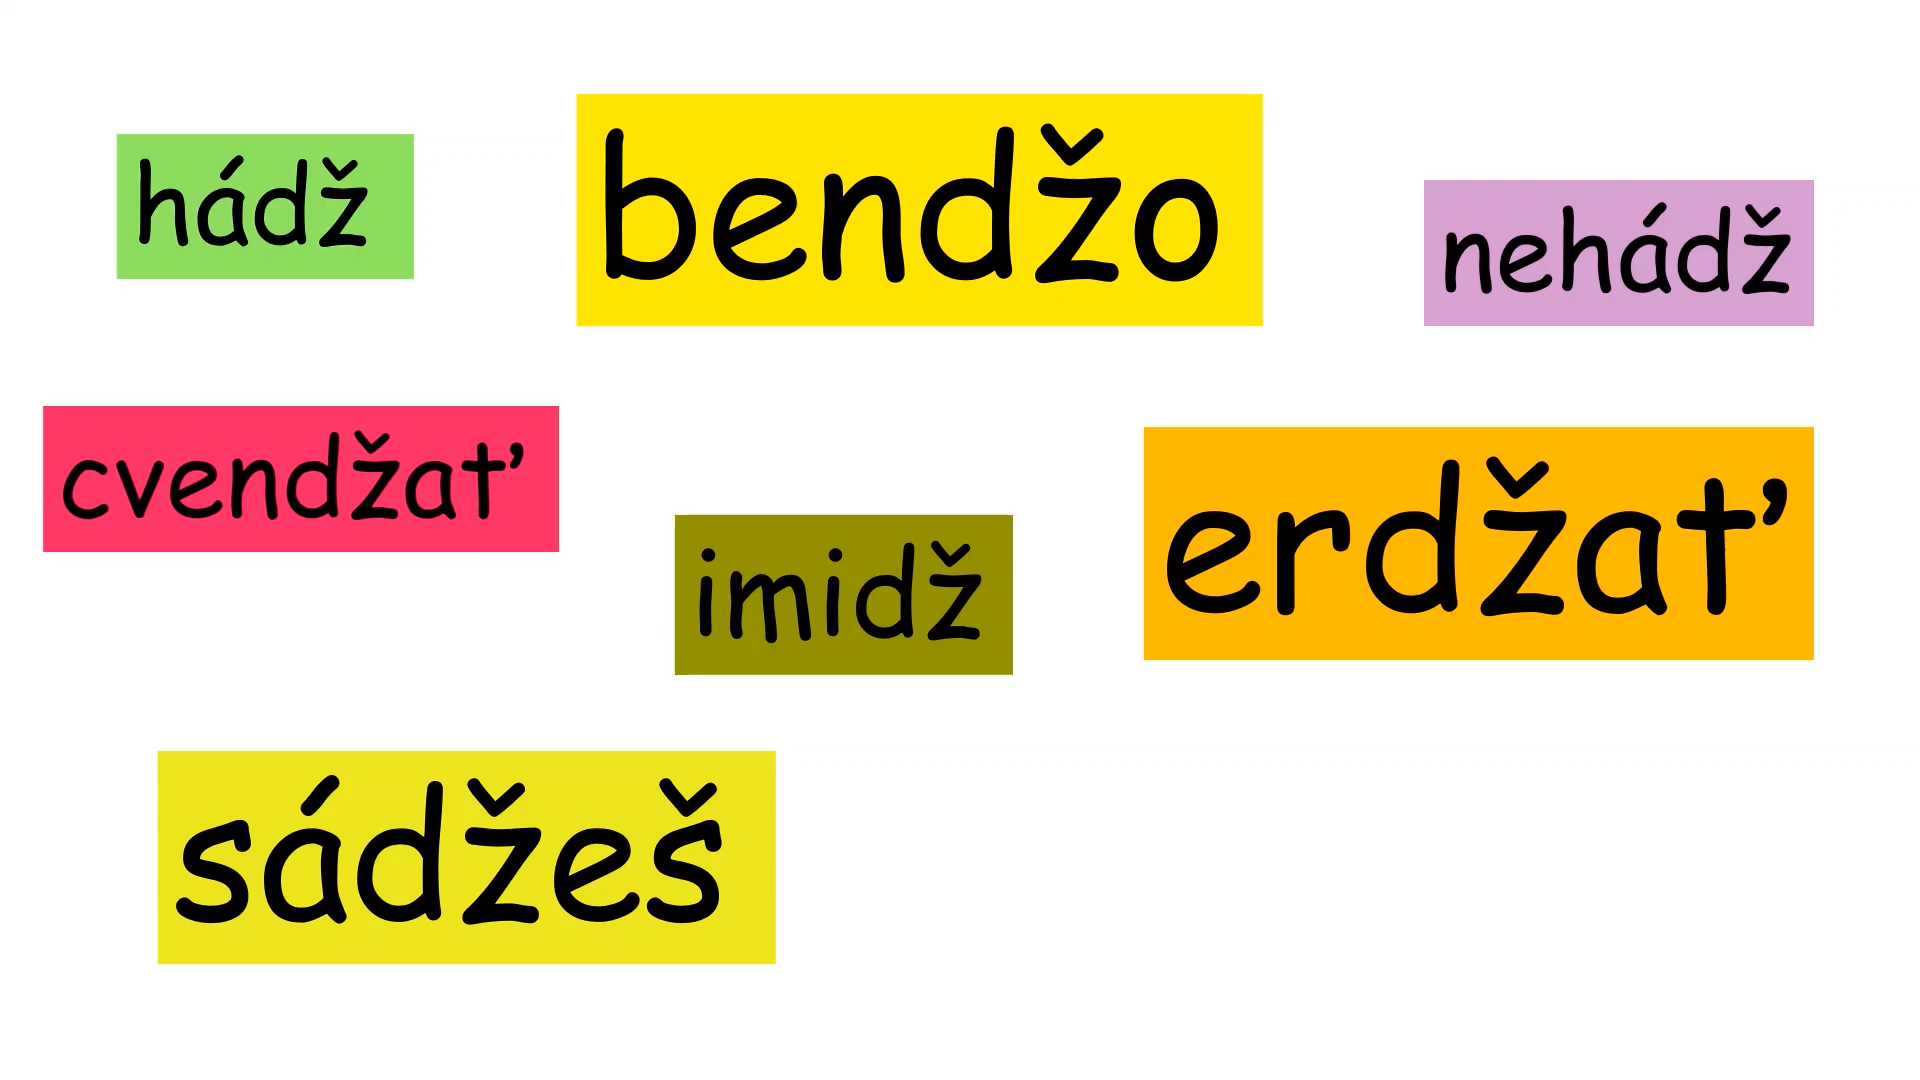 hádž
bendžo
nehádž
cvendžať
imidž
erdžať
sádžeš